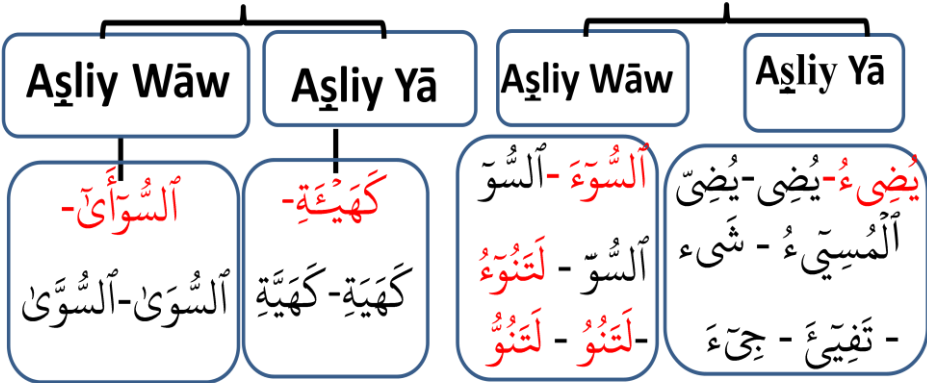 Aṣliy Wāw
Aṣliy Yā
Aṣliy Wāw
Aṣliy Yā
ٱلسُّوٓأَىٰٓ-
ٱلسُّوَىٰ-ٱلسُّوَّىٰ
كَهَيْـَٔةِ-
كَهَيَةِ- كَهَيَّةِ
ٱلسُّوٓءَ -ٱلسُّوَ
ٱلسُّوَّ - لَتَنُوٓءُ
-لَتَنُوُ - لَتَنُوُّ
يُضِىٓءُ-يُضِى-يُضِىّ
ٱلْمُسِيٓءُ - شَىء
- تَفِيٓئَ - جِىٓءَ